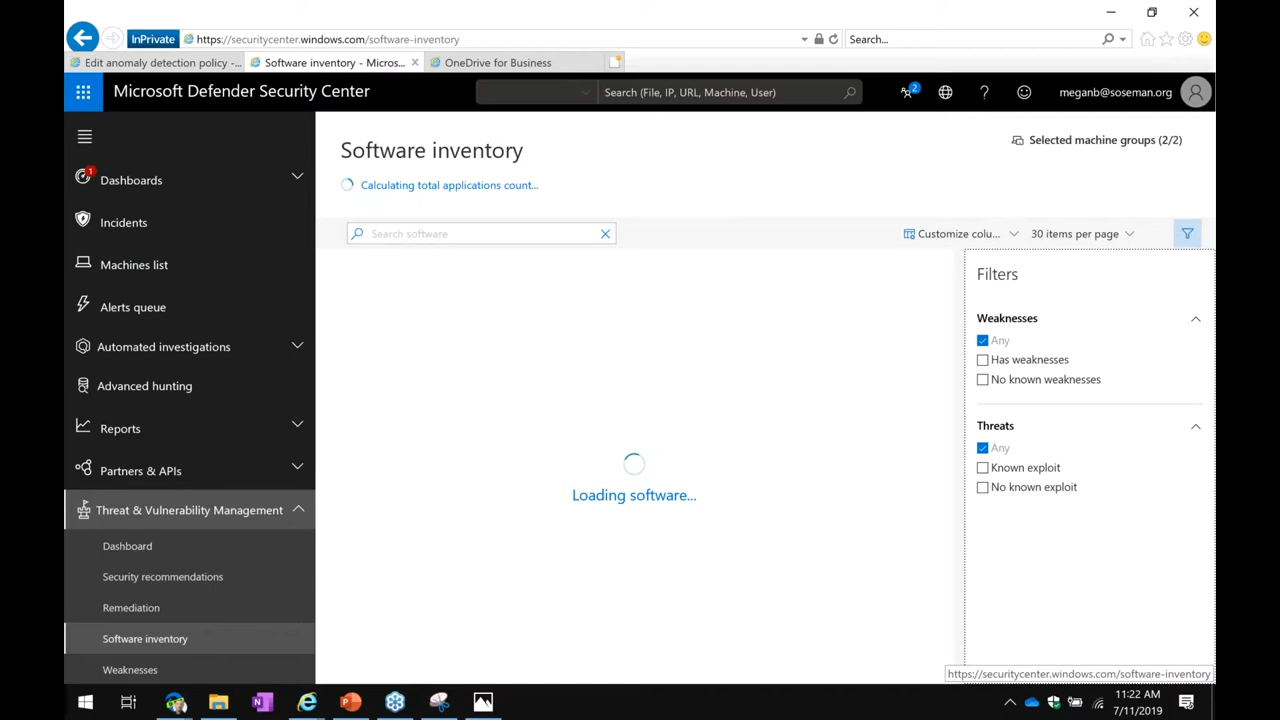 InPrivate
https://securitycenter.windows.com/software-inventory
Search...
Edit anomaly detection policy -...
Software inventory - Micros...
OneDrive for Business
Microsoft Defender Security Center
Search (File, IP, URL, Machine, User)
2
meganb@soseman.org
Software inventory
Selected machine groups (2/2)
Calculating total applications count...
1
Dashboards
Incidents
Machines list
Alerts queue
Automated investigations
Advanced hunting
Reports
Partners & APIs
Threat & Vulnerability Management
Dashboard
Security recommendations
Remediation
Software inventory
Weaknesses
Search software
Customize colu...
30 items per page
Loading software...
Filters
Weaknesses
Any
Has weaknesses
No known weaknesses
Threats
Any
Known exploit
No known exploit
https://securitycenter.windows.com/software-inventory
11:22 AM
7/11/2019